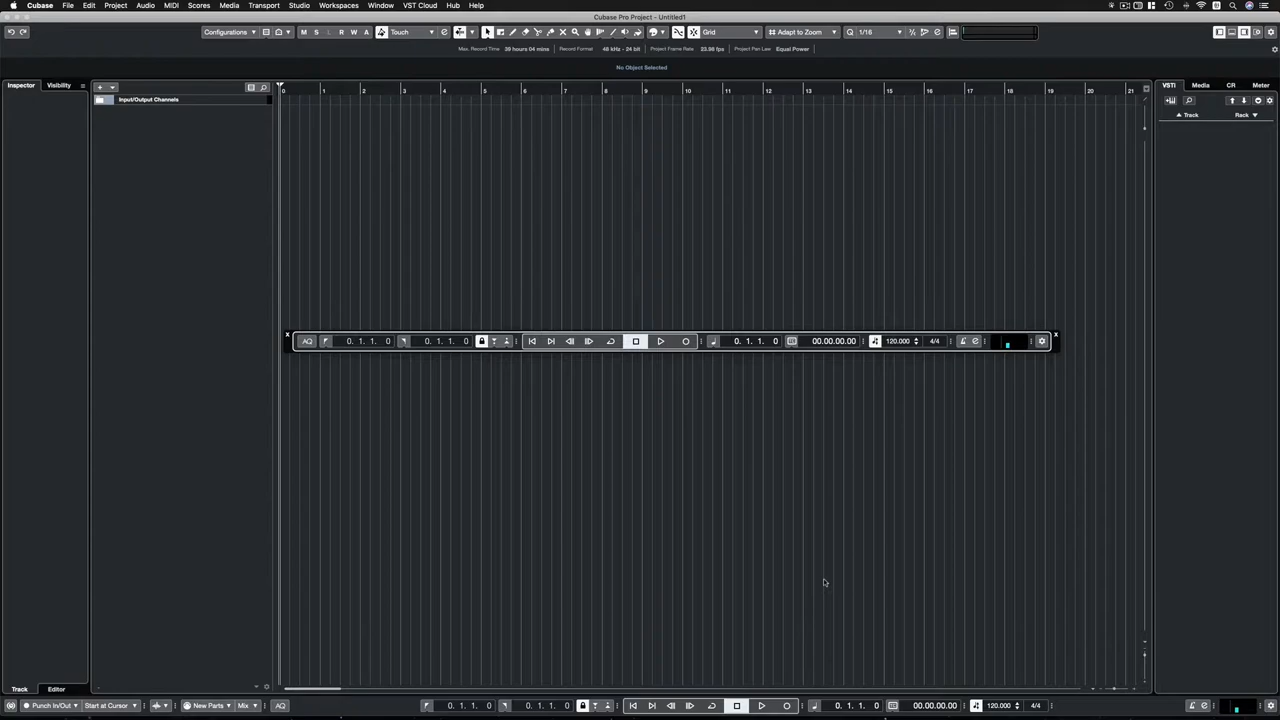 Cubase File Edit Project Audio MIDI Scores Media Transport Studio Workspaces Window VST Cloud Hub Help
Cubase Pro Project - Untitled1
Configurations M S L R W A Touch Grid Adapt to Zoom Q 1/16
Max. Record Time 39 hours 04 mins Record Format 48 kHz - 24 bit Project Frame Rate 23.98 fps Project Pan Law Equal Power
No Object Selected
Inspector Visibility
VSTi Media CR Meter
0 1 2 3 4 5 6 7 8 9 10 11 12 13 14 15 16 17 18 19 20 21
Input/Output Channels
Track Rack
AQ 0. 1. 1. 0 0. 1. 1. 0 0. 1. 1. 0 00.00.00.00 120.000 4/4
Track Editor
Punch In/Out Start at Cursor New Parts Mix AQ 0. 1. 1. 0 0. 1. 1. 0 0. 1. 1. 0 00.00.00.00 120.000 4/4